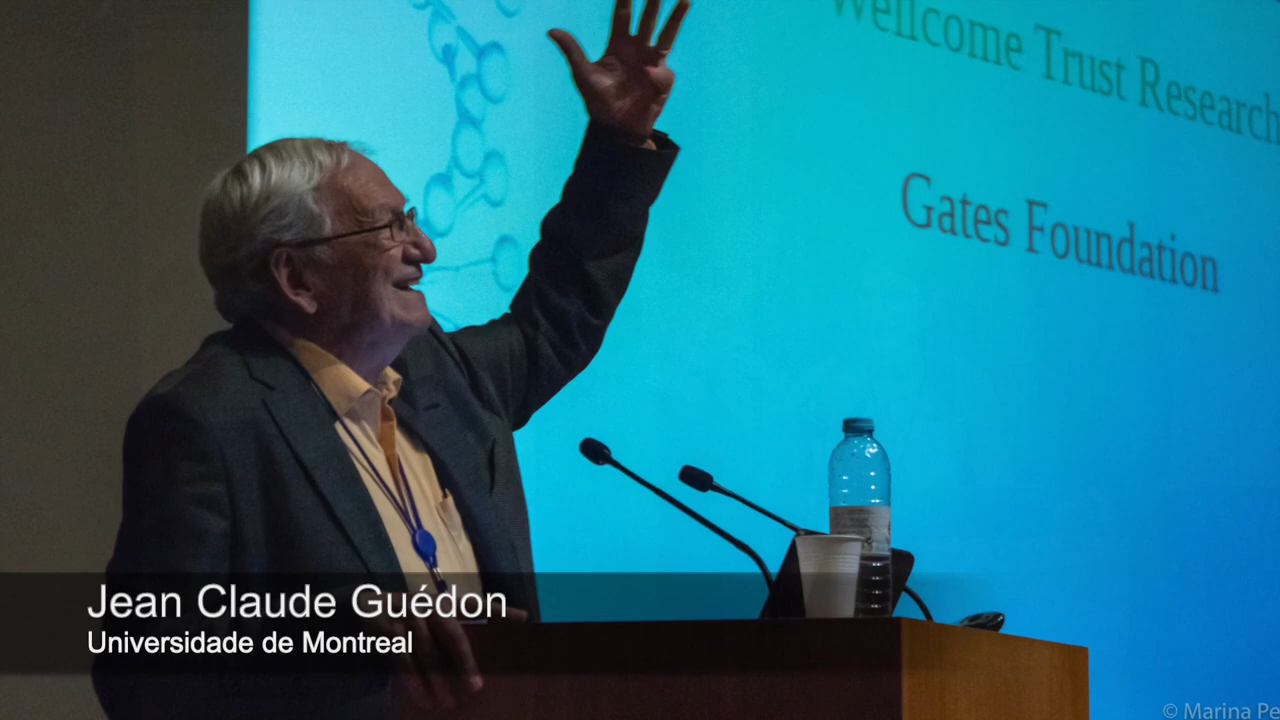 Wellcome Trust Research
Gates Foundation
Jean Claude Guédon
Universidade de Montreal
© Marina Pe